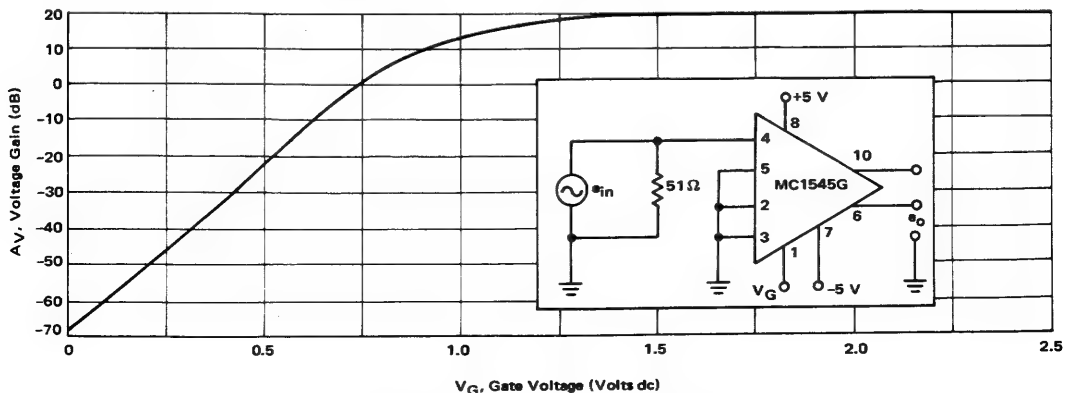 20
10
0
-10
-20
-30
-40
-50
-60
-70
AV, Voltage Gain (dB)
0
0.5
1.0
1.5
2.0
2.5
VG, Gate Voltage (Volts dc)
+5 V
8
4
10
5
MC1545G
ein
51Ω
2
6
eo
3
7
1
VG
-5 V